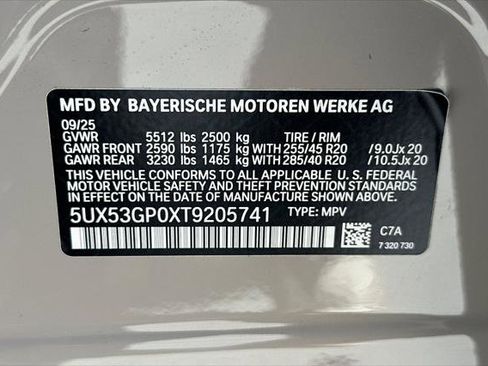 MFD BY BAYERISCHE MOTOREN WERKE AG
09/25
GVWR 5512 lbs 2500 kg TIRE / RIM
GAWR FRONT 2590 lbs 1175 kg WITH 255/45 R20 /9.0Jx 20
GAWR REAR 3230 lbs 1465 kg WITH 285/40 R20 /10.5Jx 20
THIS VEHICLE CONFORMS TO ALL APPLICABLE U. S. FEDERAL
MOTOR VEHICLE SAFETY AND THEFT PREVENTION STANDARDS
IN EFFECT ON THE DATE OF MANUFACTURE SHOWN ABOVE.
5UX53GP0XT9205741 TYPE: MPV
C7A
7 320 730